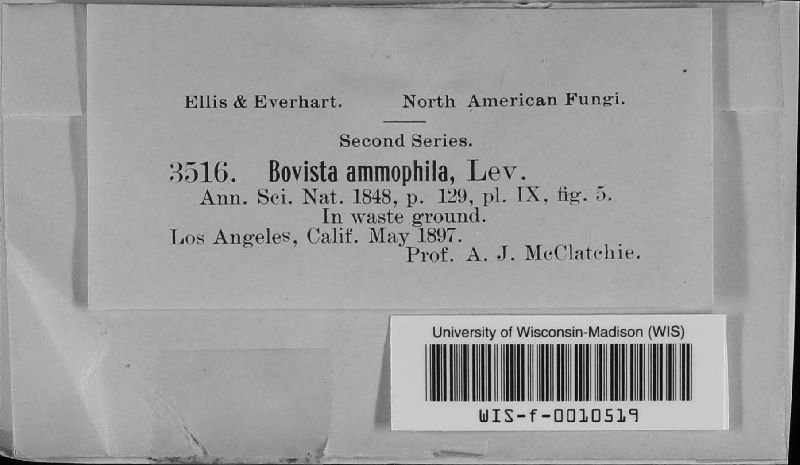 Ellis & Everhart. North American Fungi.
Second Series.
3516. Bovista ammophila, Lev.
Ann. Sci. Nat. 1848, p. 129, pl. IX, fig. 5.
In waste ground.
Los Angeles, Calif. May 1897.
Prof. A. J. McClatchie.
University of Wisconsin-Madison (WIS)
WIS-f-0010519